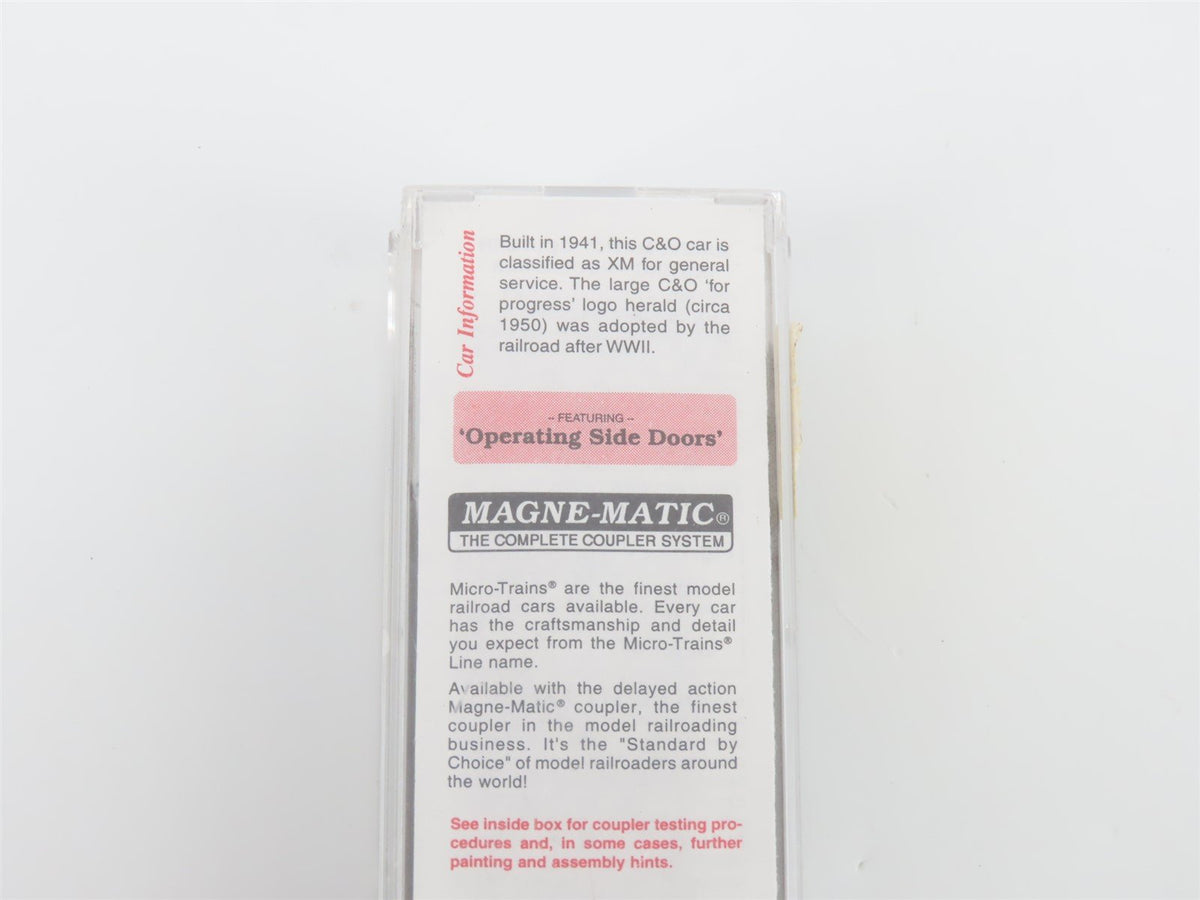 Car Information
Built in 1941, this C&O car is
classified as XM for general
service. The large C&O ‘for
progress’ logo herald (circa
1950) was adopted by the
railroad after WWII.
-- FEATURING --
‘Operating Side Doors’
MAGNE-MATIC®
THE COMPLETE COUPLER SYSTEM
Micro-Trains® are the finest model
railroad cars available. Every car
has the craftsmanship and detail
you expect from the Micro-Trains®
Line name.
Available with the delayed action
Magne-Matic® coupler, the finest
coupler in the model railroading
business. It's the "Standard by
Choice" of model railroaders around
the world!
See inside box for coupler testing pro-
cedures and, in some cases, further
painting and assembly hints.